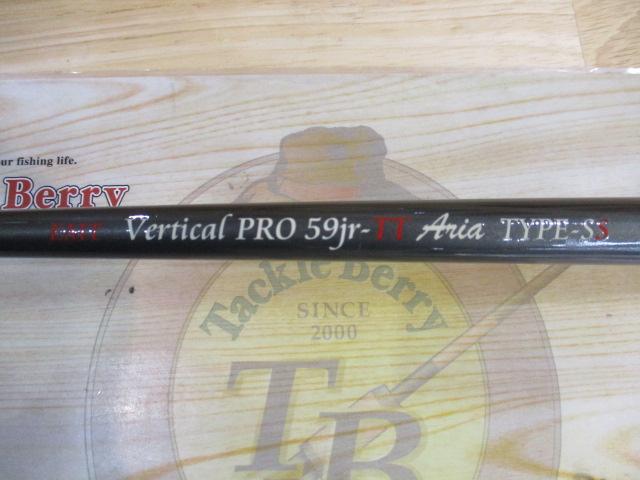 ur fishing life.
Berry
Vertical PRO 59jr-TT Aria TYPE-SS
Tackle Berry
SINCE
2000
TB